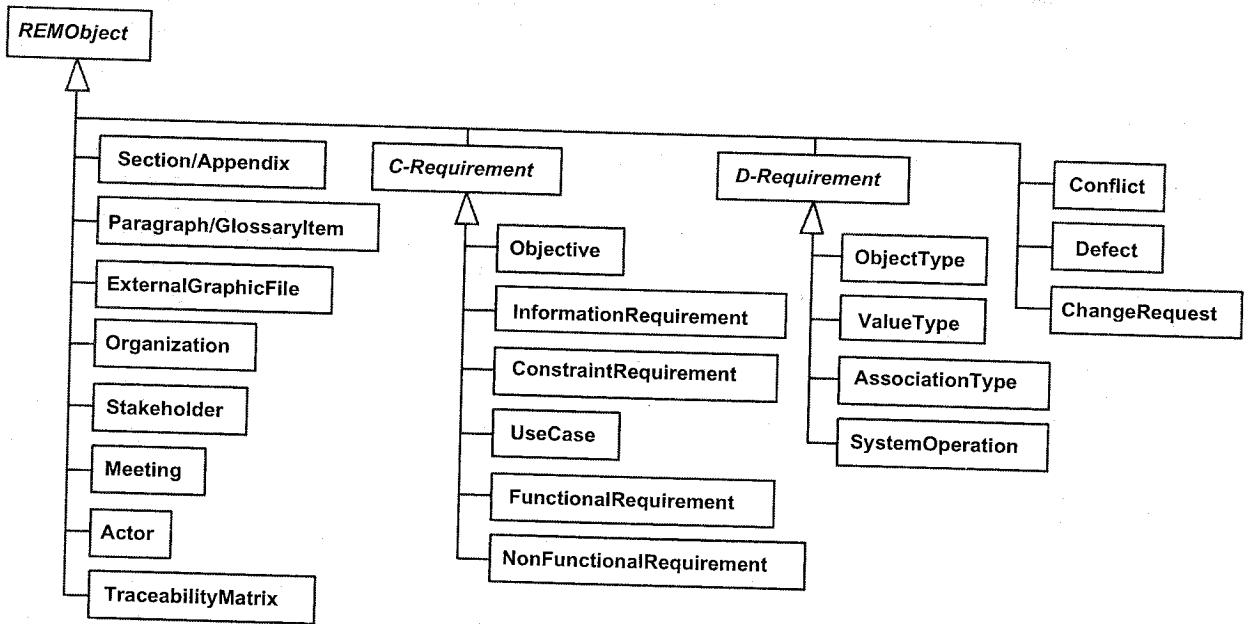 REMObject
Section/Appendix
Paragraph/GlossaryItem
ExternalGraphicFile
Organization
Stakeholder
Meeting
Actor
TraceabilityMatrix
C-Requirement
Objective
InformationRequirement
ConstraintRequirement
UseCase
FunctionalRequirement
NonFunctionalRequirement
D-Requirement
ObjectType
ValueType
AssociationType
SystemOperation
Conflict
Defect
ChangeRequest